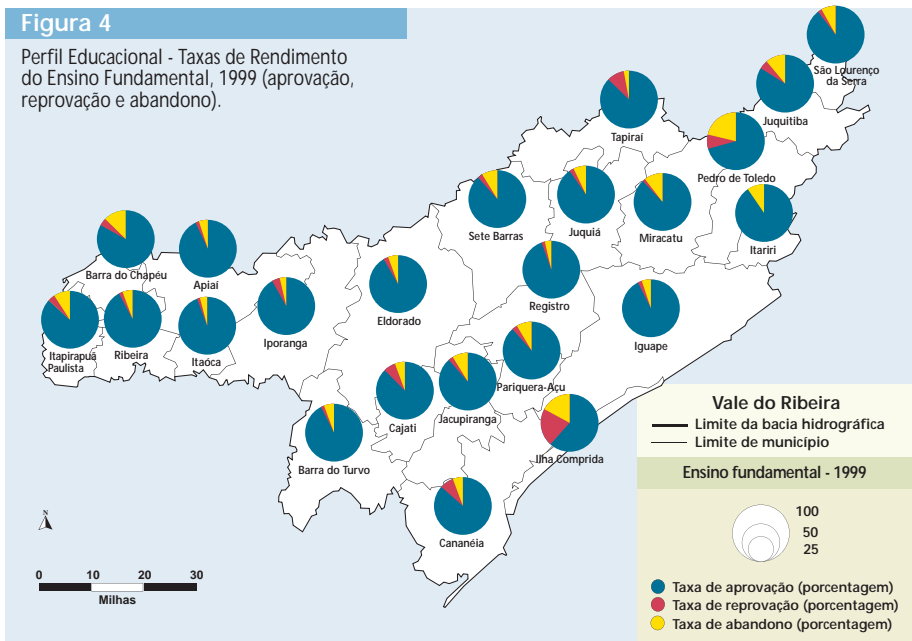 Figura 4
Perfil Educacional - Taxas de Rendimento
do Ensino Fundamental, 1999 (aprovação,
reprovação e abandono).
São Lourenço
da Serra
Juquitiba
Tapiraí
Pedro de Toledo
Sete Barras
Juquiá
Miracatu
Itariri
Barra do Chapéu
Apiaí
Registro
Eldorado
Iporanga
Iguape
Itapirapuã
Paulista
Ribeira
Itaóca
Pariquera-Açu
Cajati
Jacupiranga
Barra do Turvo
Ilha Comprida
Cananéia
N
0 10 20 30
Milhas
Vale do Ribeira
Limite da bacia hidrográfica
Limite de município
Ensino fundamental - 1999
100
50
25
Taxa de aprovação (porcentagem)
Taxa de reprovação (porcentagem)
Taxa de abandono (porcentagem)